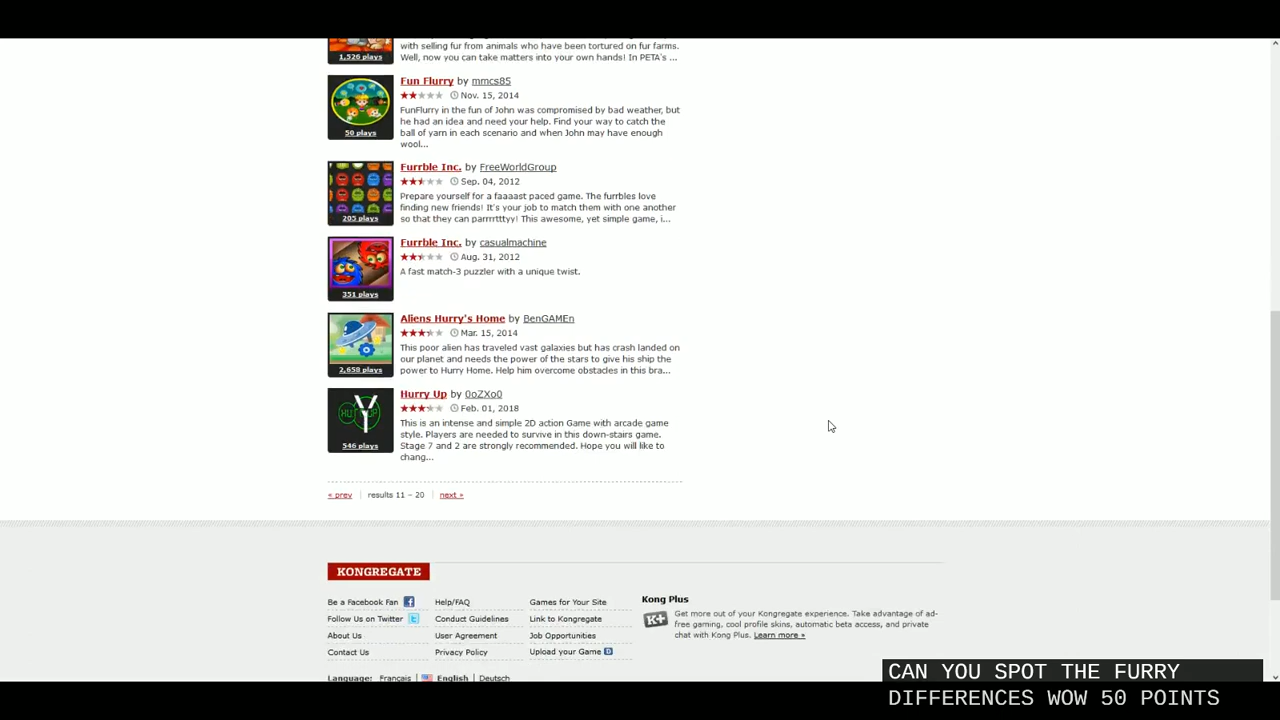 with selling fur from animals who have been tortured on fur farms.
1,526 plays
Well, now you can take matters into your own hands! In PETA's ...
Fun Flurry by mmcs85
Nov. 15, 2014
FunFlurry in the fun of John was compromised by bad weather, but
he had an idea and need your help. Find your way to catch the
50 plays
ball of yarn in each scenario and when John may have enough
wool...
Furrble Inc. by FreeWorldGroup
Sep. 04, 2012
Prepare yourself for a faaaast paced game. The furrbles love
finding new friends! It's your job to match them with one another
205 plays
so that they can parrrrtttyy! This awesome, yet simple game, i...
Furrble Inc. by casualmachine
Aug. 31, 2012
A fast match-3 puzzler with a unique twist.
351 plays
Aliens Hurry's Home by BenGAMEn
Mar. 15, 2014
This poor alien has traveled vast galaxies but has crash landed on
our planet and needs the power of the stars to give his ship the
2,658 plays
power to Hurry Home. Help him overcome obstacles in this bra...
Hurry Up by 0oZXo0
Feb. 01, 2018
This is an intense and simple 2D action Game with arcade game
style. Players are needed to survive in this down-stairs game.
546 plays
Stage 7 and 2 are strongly recommended. Hope you will like to
chang...
« prev results 11 – 20 next »
KONGREGATE
Be a Facebook Fan Help/FAQ Games for Your Site Kong Plus
Follow Us on Twitter Conduct Guidelines Link to Kongregate K+ Get more out of your Kongregate experience. Take advantage of ad-
free gaming, cool profile skins, automatic beta access, and private
About Us User Agreement Job Opportunities chat with Kong Plus. Learn more »
Contact Us Privacy Policy Upload your Game
Language: Français English Deutsch
CAN YOU SPOT THE FURRY
DIFFERENCES WOW 50 POINTS